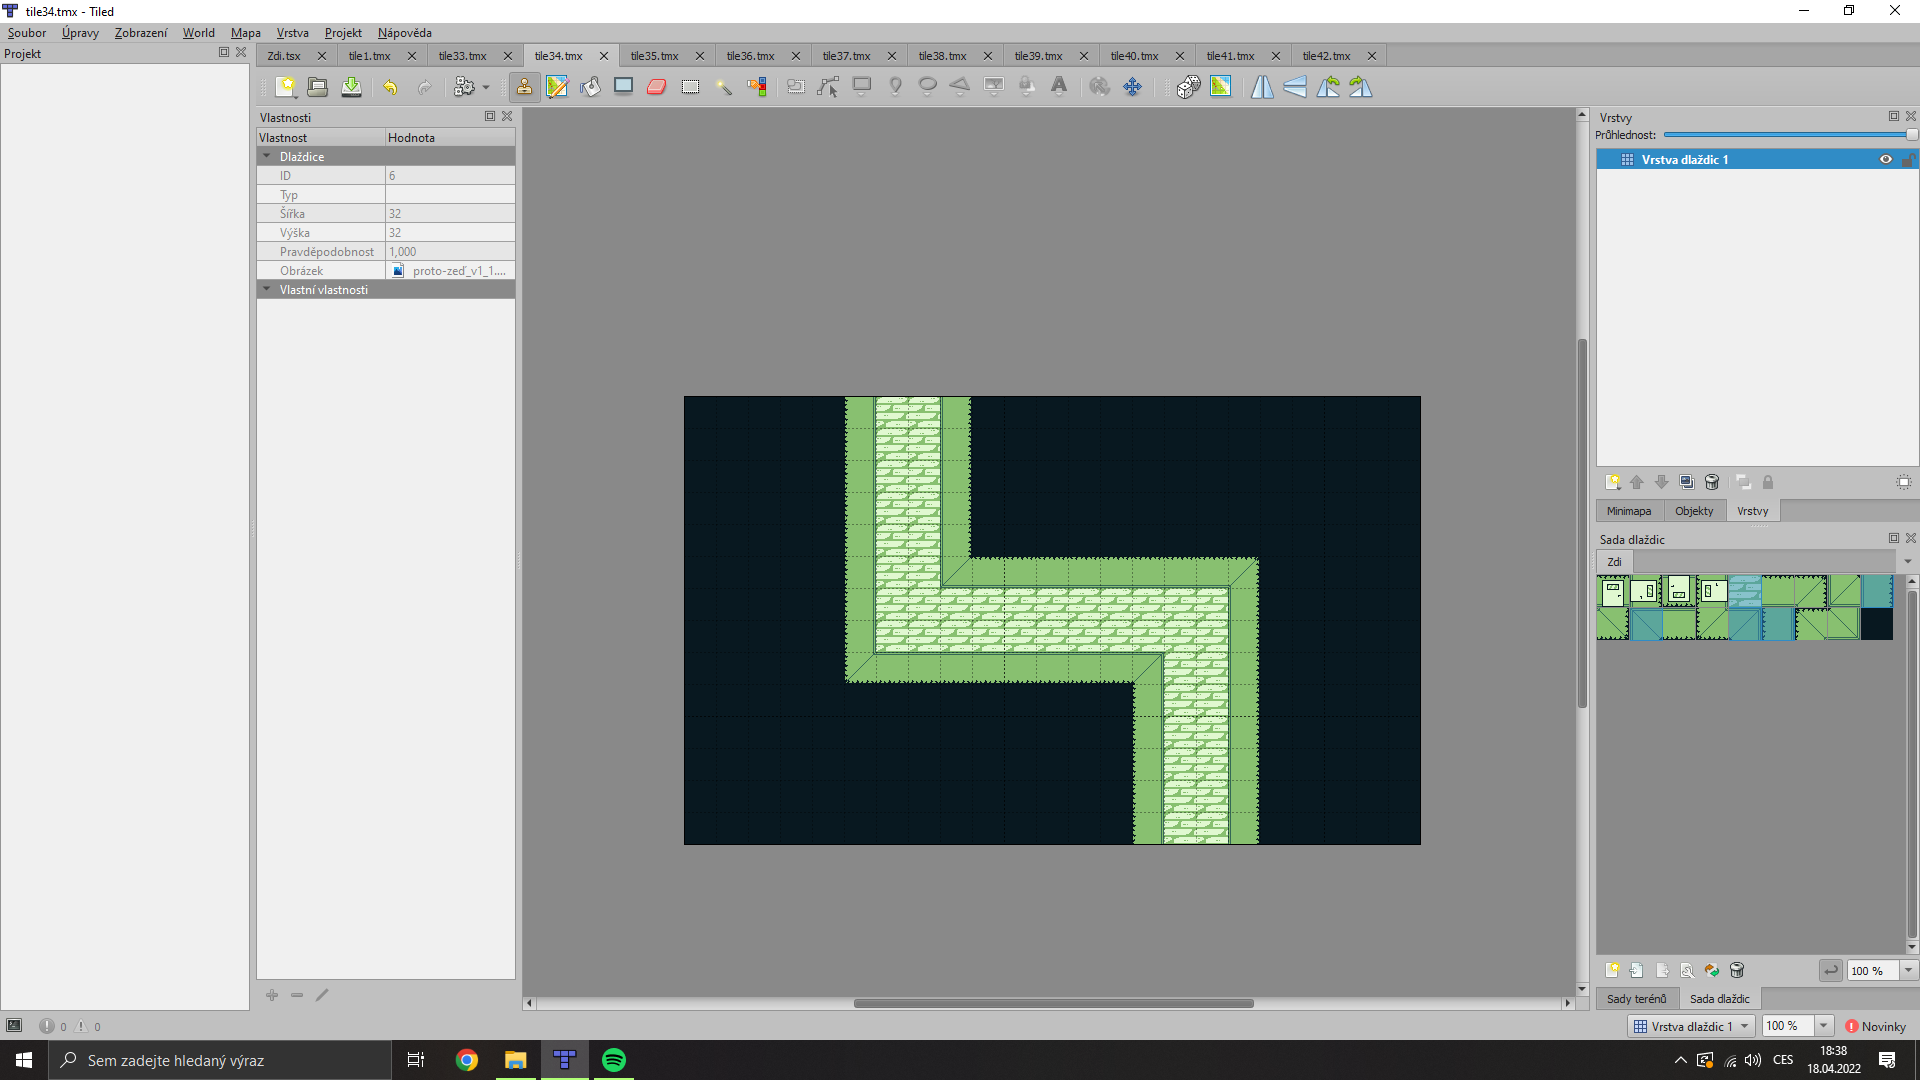 tile34.tmx - Tiled
Soubor Úpravy Zobrazení World Mapa Vrstva Projekt Nápověda
Projekt
Zdi.tsx tile1.tmx tile33.tmx tile34.tmx tile35.tmx tile36.tmx tile37.tmx tile38.tmx tile39.tmx tile40.tmx tile41.tmx tile42.tmx
Vlastnosti
Vlastnost Hodnota
Dlaždice
ID 6
Typ
Šířka 32
Výška 32
Pravděpodobnost 1,000
Obrázek proto-zeď_v1_1....
Vlastní vlastnosti
Vrstvy
Průhlednost:
Vrstva dlaždic 1
Minimapa Objekty Vrstvy
Sada dlaždic
Zdi
100 %
Sady terénů Sada dlaždic
0 0
Vrstva dlaždic 1 100 % Novinky
Sem zadejte hledaný výraz
CES
18:38
18.04.2022